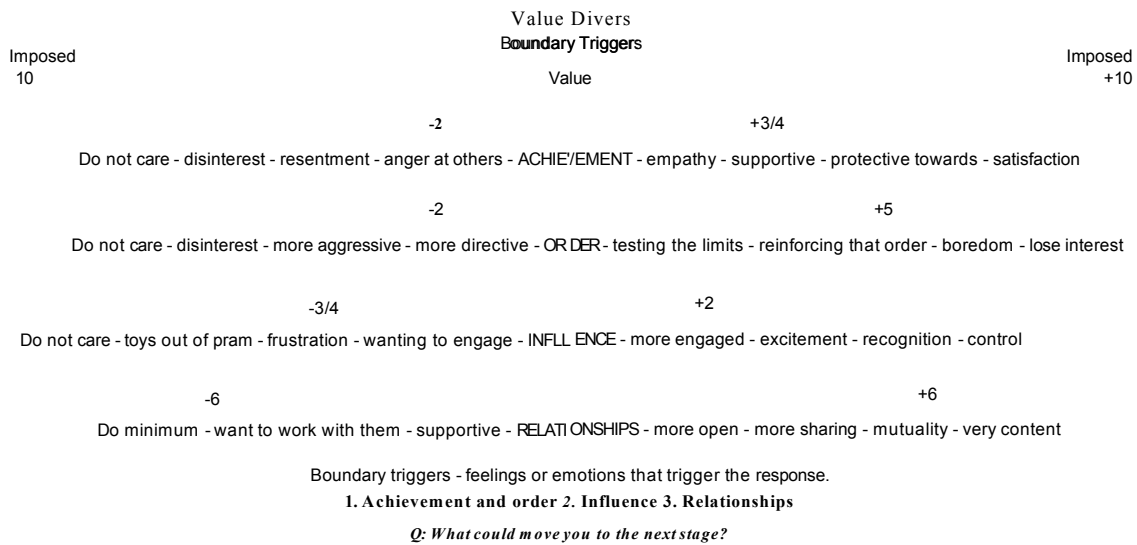 Value Divers
Boundary Triggers
Imposed Imposed
10 Value +10
-2 +3/4
Do not care - disinterest - resentment - anger at others - ACHIE'/EMENT - empathy - supportive - protective towards - satisfaction
-2 +5
Do not care - disinterest - more aggressive - more directive - OR DER - testing the limits - reinforcing that order - boredom - lose interest
-3/4 +2
Do not care - toys out of pram - frustration - wanting to engage - INFLL ENCE - more engaged - excitement - recognition - control
-6 +6
Do minimum - want to work with them - supportive - RELATI ONSHIPS - more open - more sharing - mutuality - very content
Boundary triggers - feelings or emotions that trigger the response.
1. Achievement and order 2. Influence 3. Relationships
Q: What could move you to the next stage?